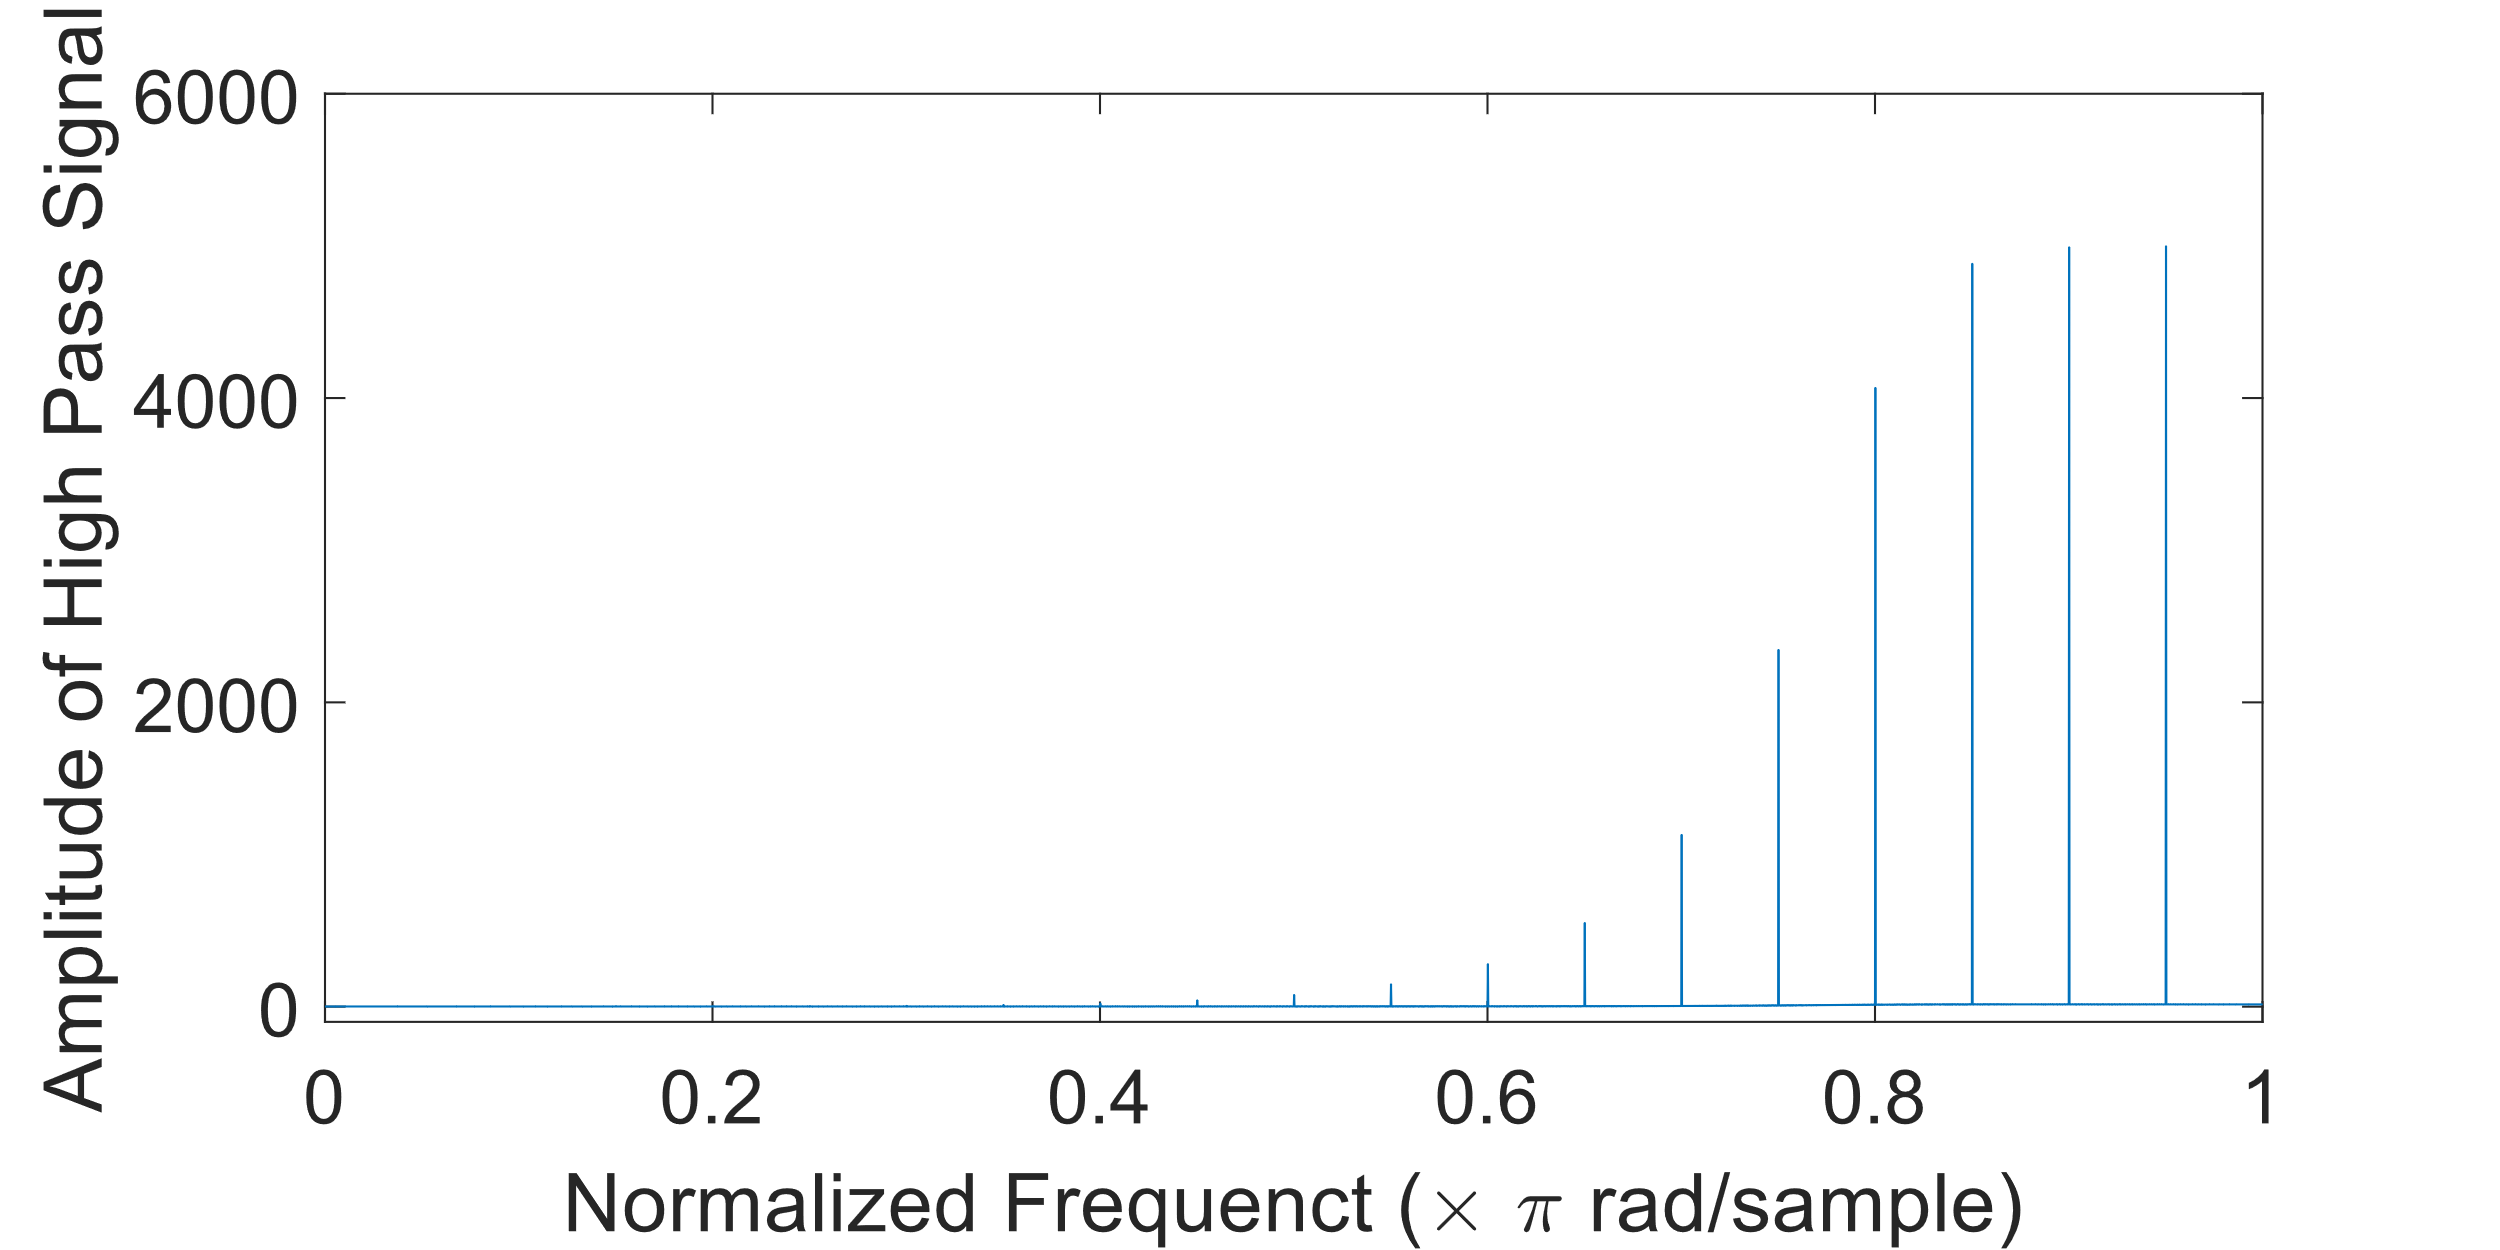 Amplitude of High Pass Signal
6000
4000
2000
0
0 0.2 0.4 0.6 0.8 1
Normalized Frequenct (× π rad/sample)